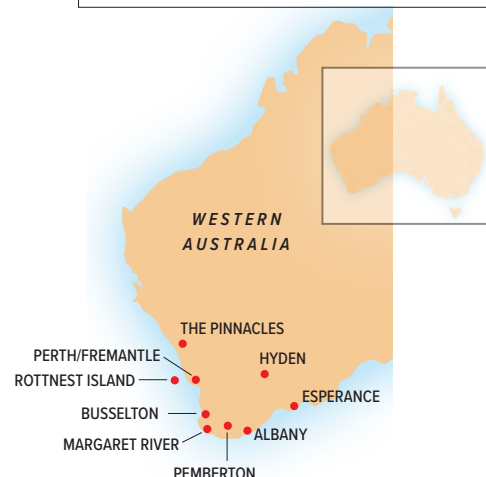 WESTERN
AUSTRALIA
THE PINNACLES
PERTH/FREMANTLE
HYDEN
ROTTNEST ISLAND
ESPERANCE
BUSSELTON
ALBANY
MARGARET RIVER
PEMBERTON